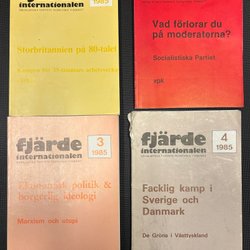 internationalen
1985
Storbritannien på 80-talet
Vad förlorar du
på moderaterna?
Socialistiska Partiet
vpk
fjärde
internationalen
3
1985
Ekonomisk politik &
borgerlig ideologi
Marxism och utopi
fjärde
internationalen
4
1985
Facklig kamp i
Sverige och
Danmark
De Gröna i Västtyskland